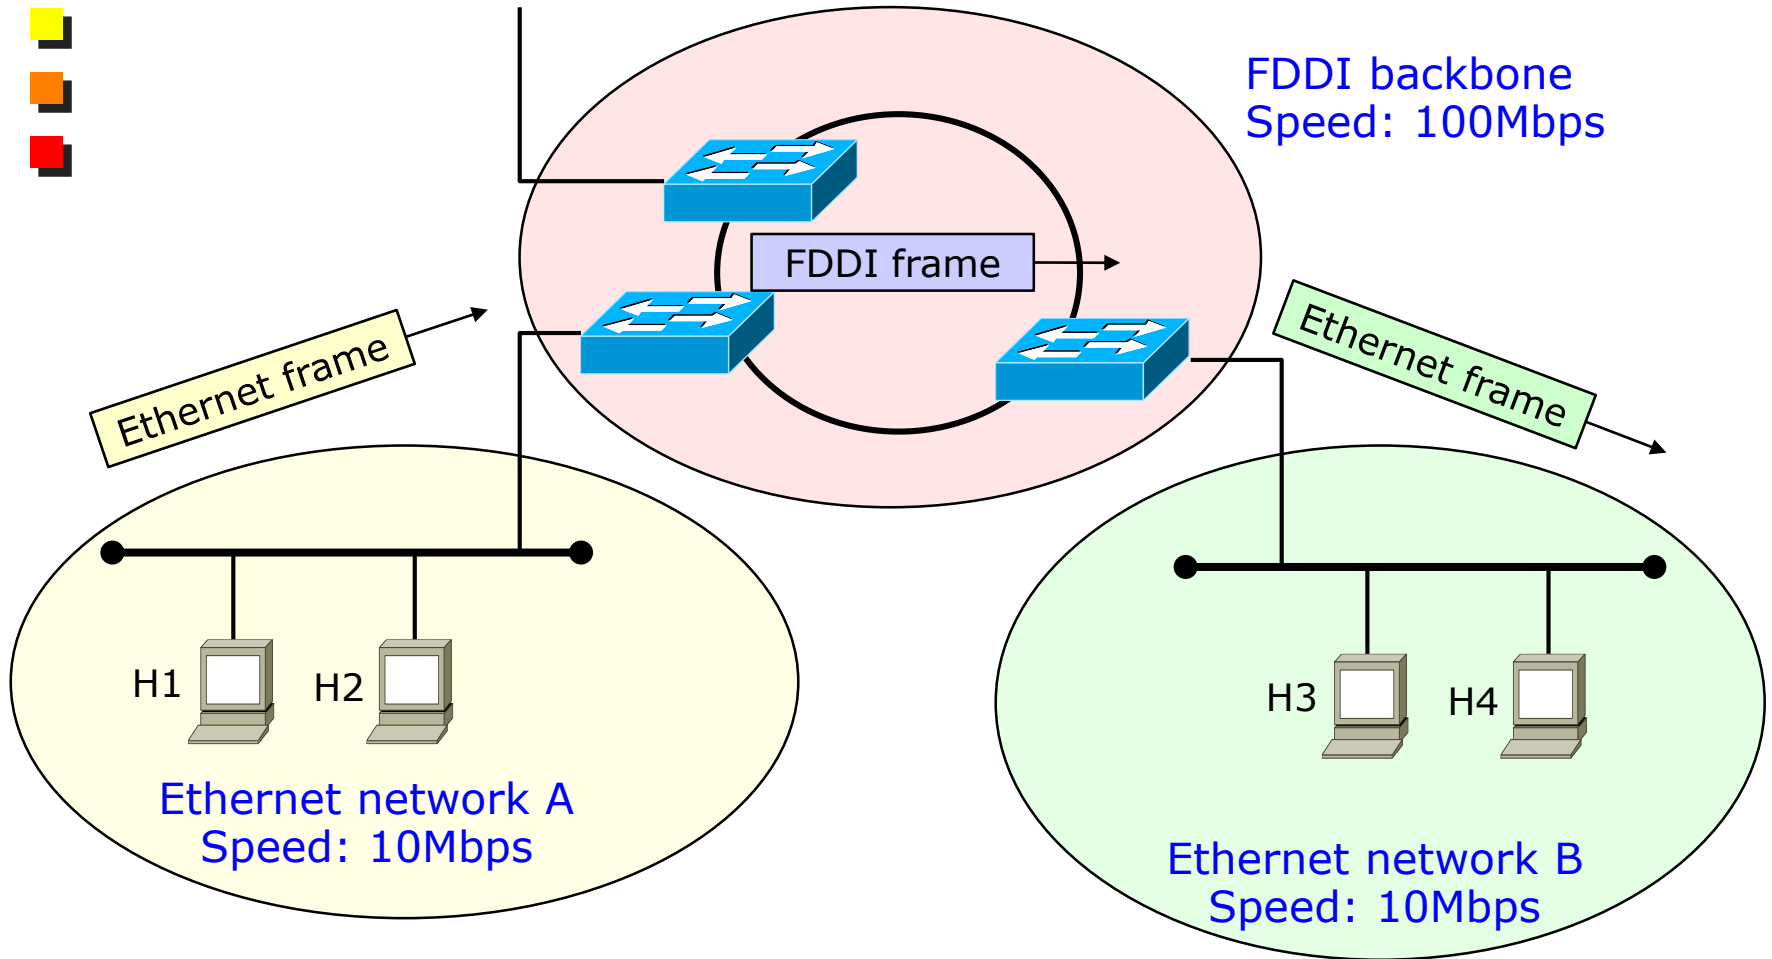 FDDI backbone
Speed: 100Mbps
FDDI frame
Ethernet frame
Ethernet frame
H1
H2
H3
H4
Ethernet network A
Speed: 10Mbps
Ethernet network B
Speed: 10Mbps